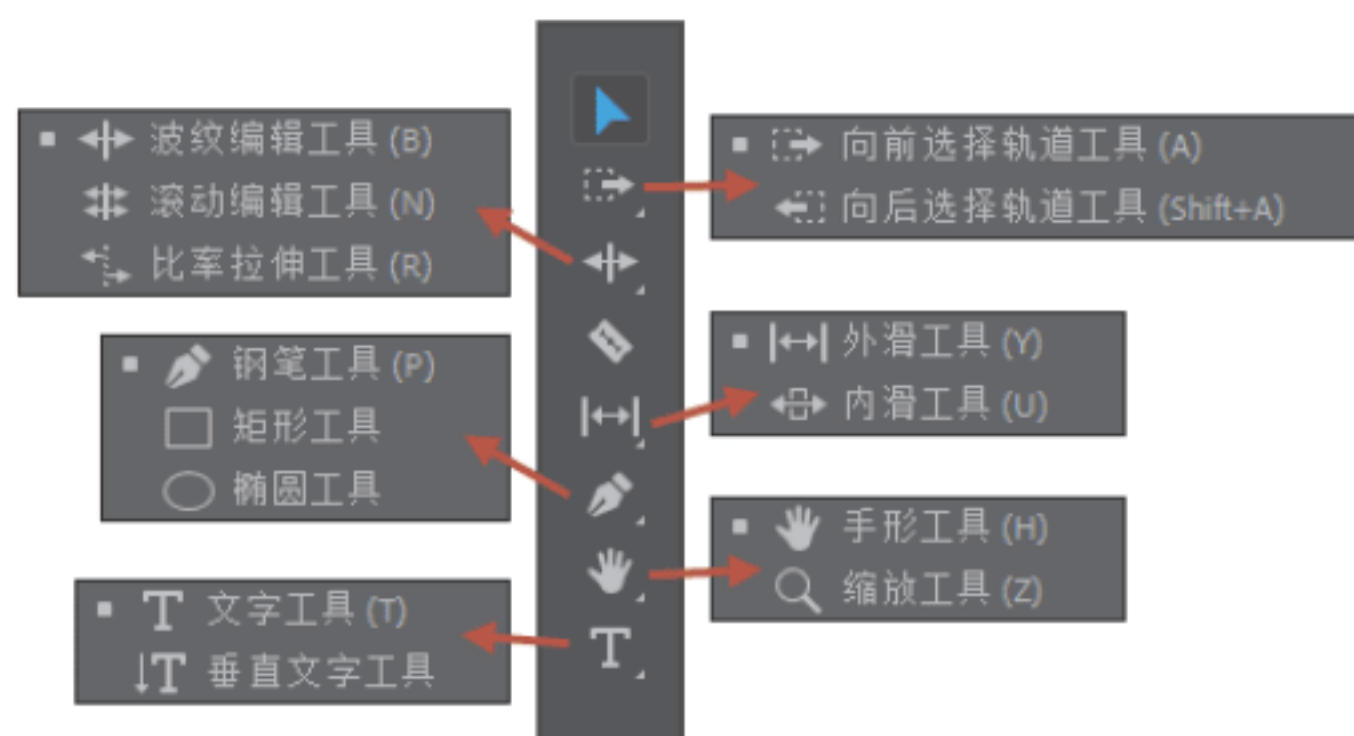 波纹编辑工具 (B)
滚动编辑工具 (N)
比率拉伸工具 (R)
向前选择轨道工具 (A)
向后选择轨道工具 (Shift+A)
钢笔工具 (P)
矩形工具
椭圆工具
外滑工具 (Y)
内滑工具 (U)
手形工具 (H)
缩放工具 (Z)
文字工具 (T)
垂直文字工具